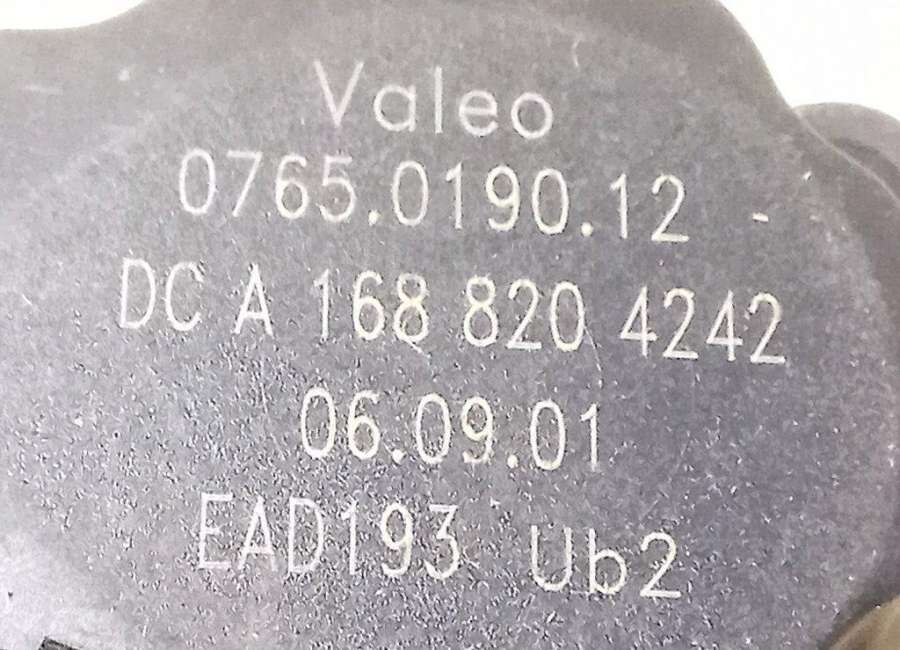 Valeo
0765.0190.12 -
DC A 168 820 4242
06.09.01
EAD193 Ub2